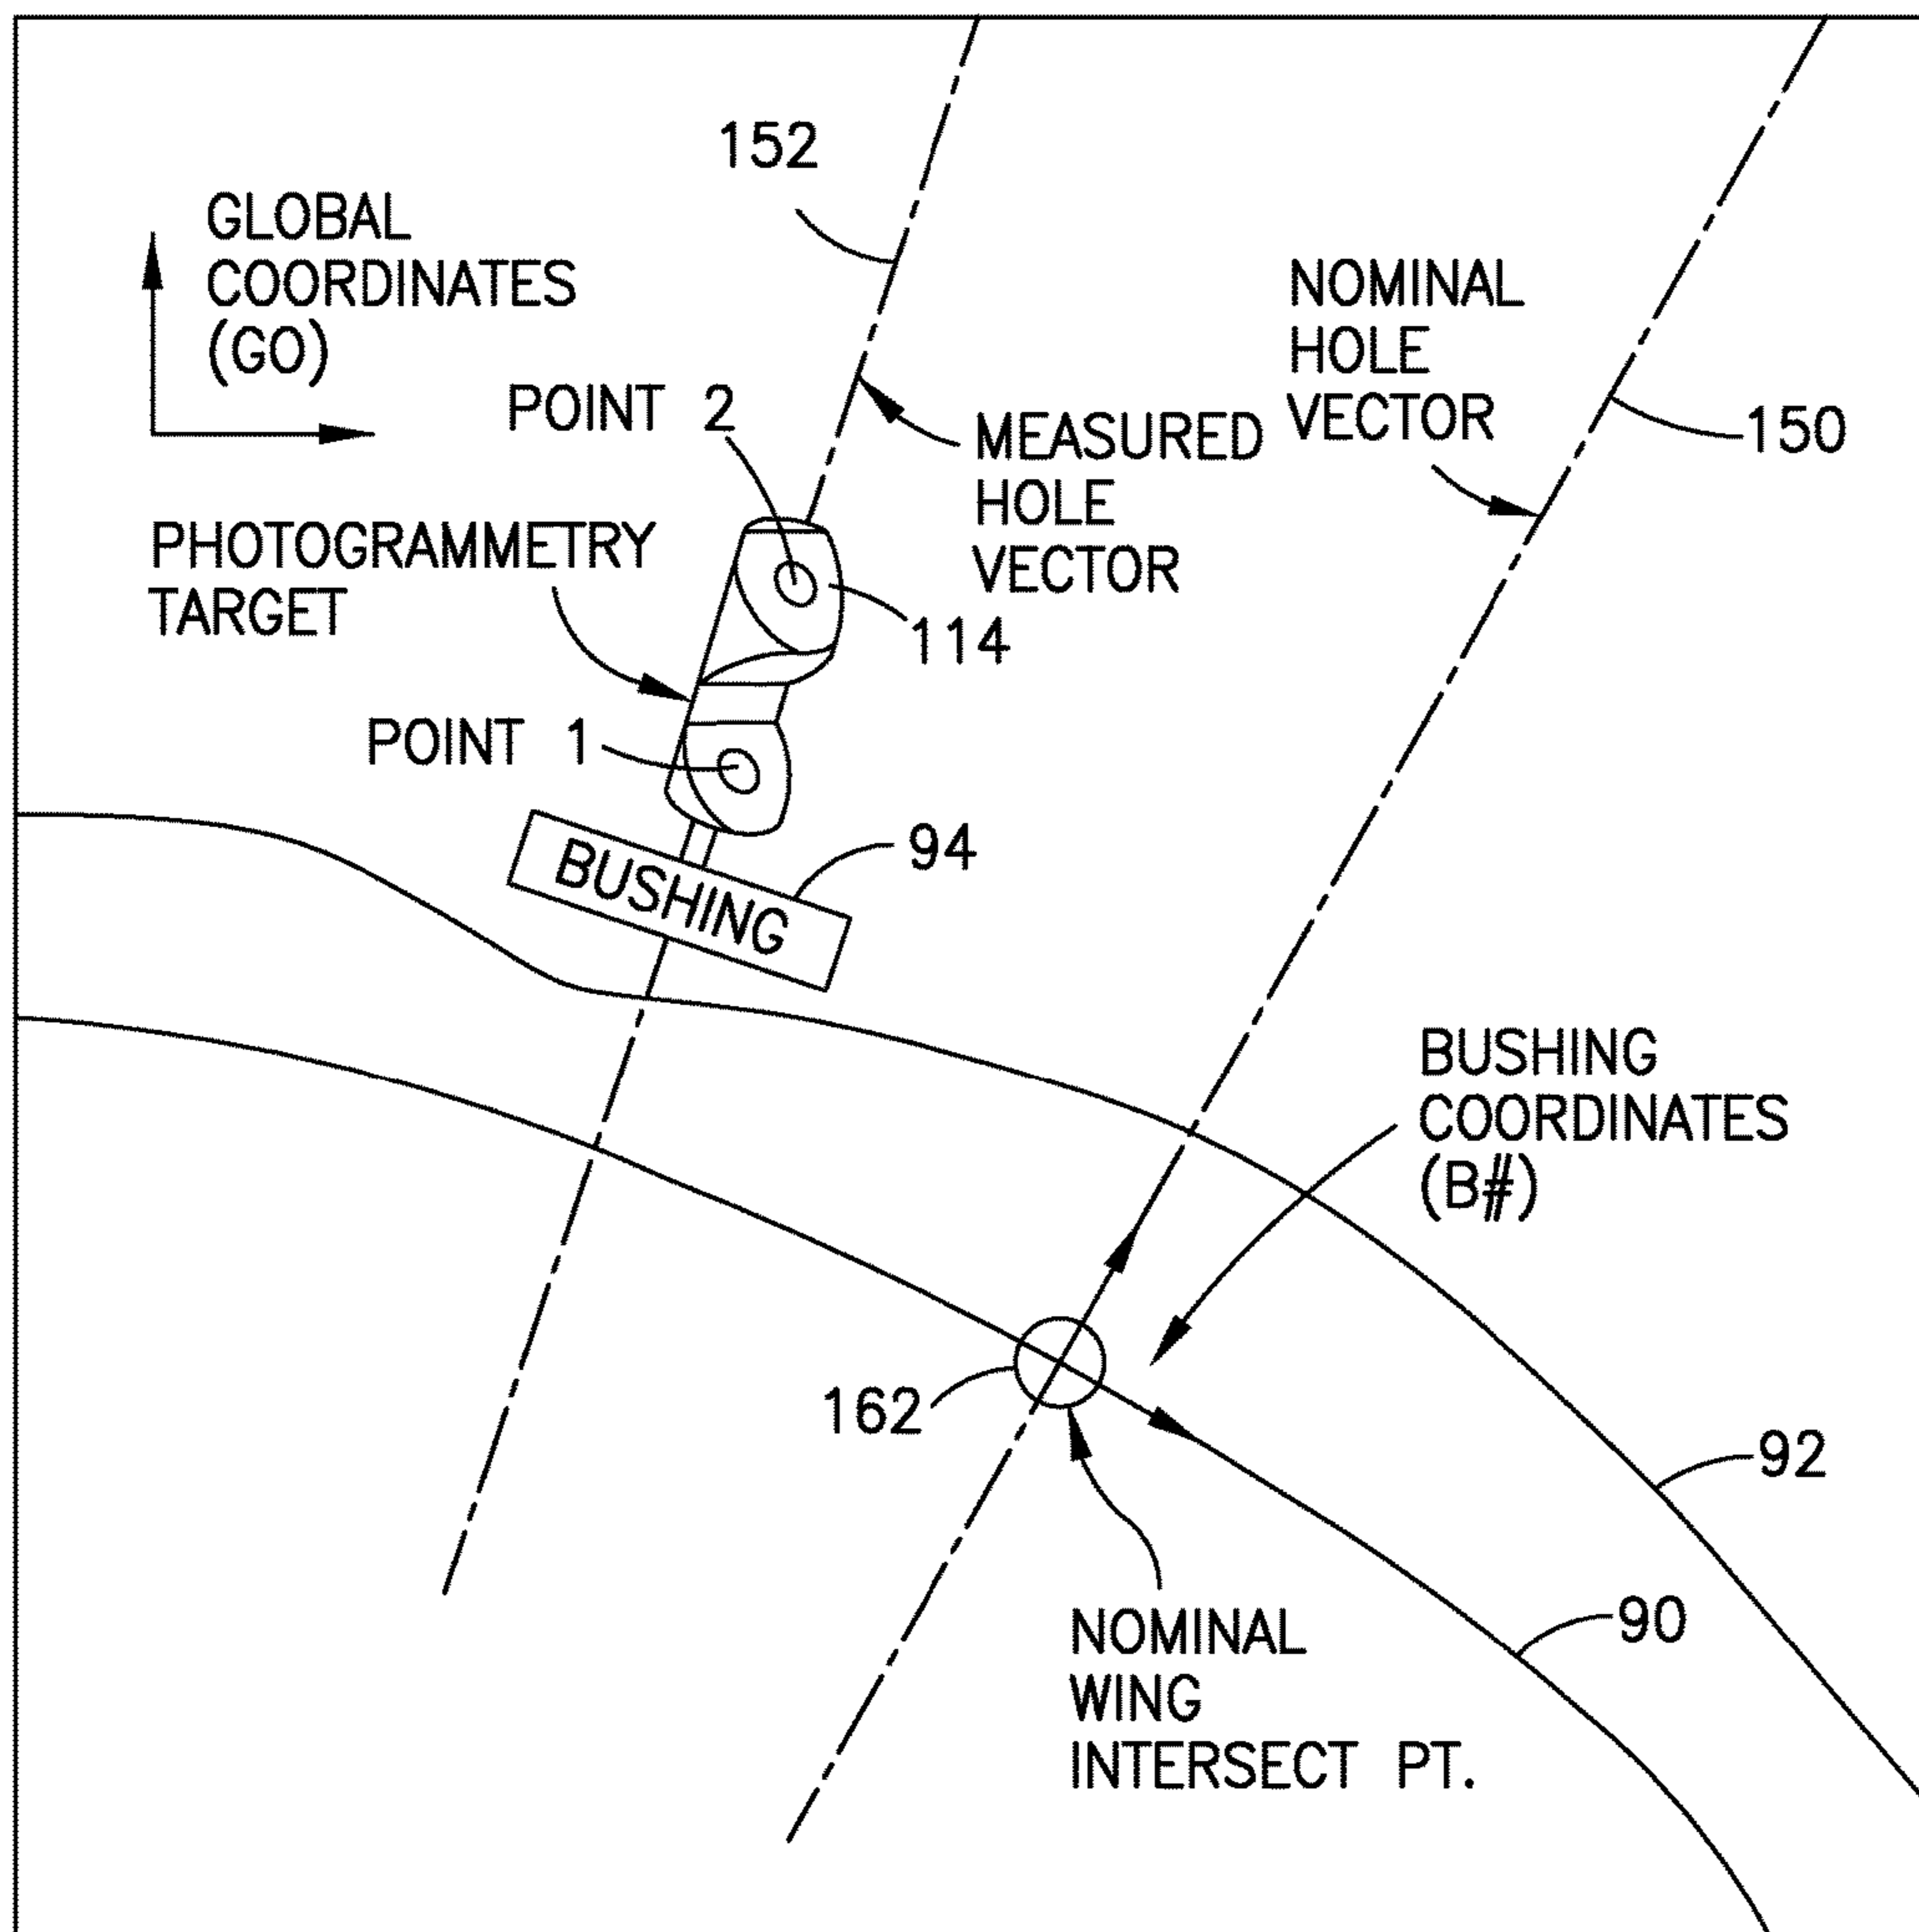 152
GLOBAL
COORDINATES
(GO)
NOMINAL
HOLE
VECTOR
150
POINT 2
MEASURED
HOLE
VECTOR
PHOTOGRAMMETRY
TARGET
114
POINT 1
94
BUSHING
BUSHING
COORDINATES
(B#)
162
92
90
NOMINAL
WING
INTERSECT PT.